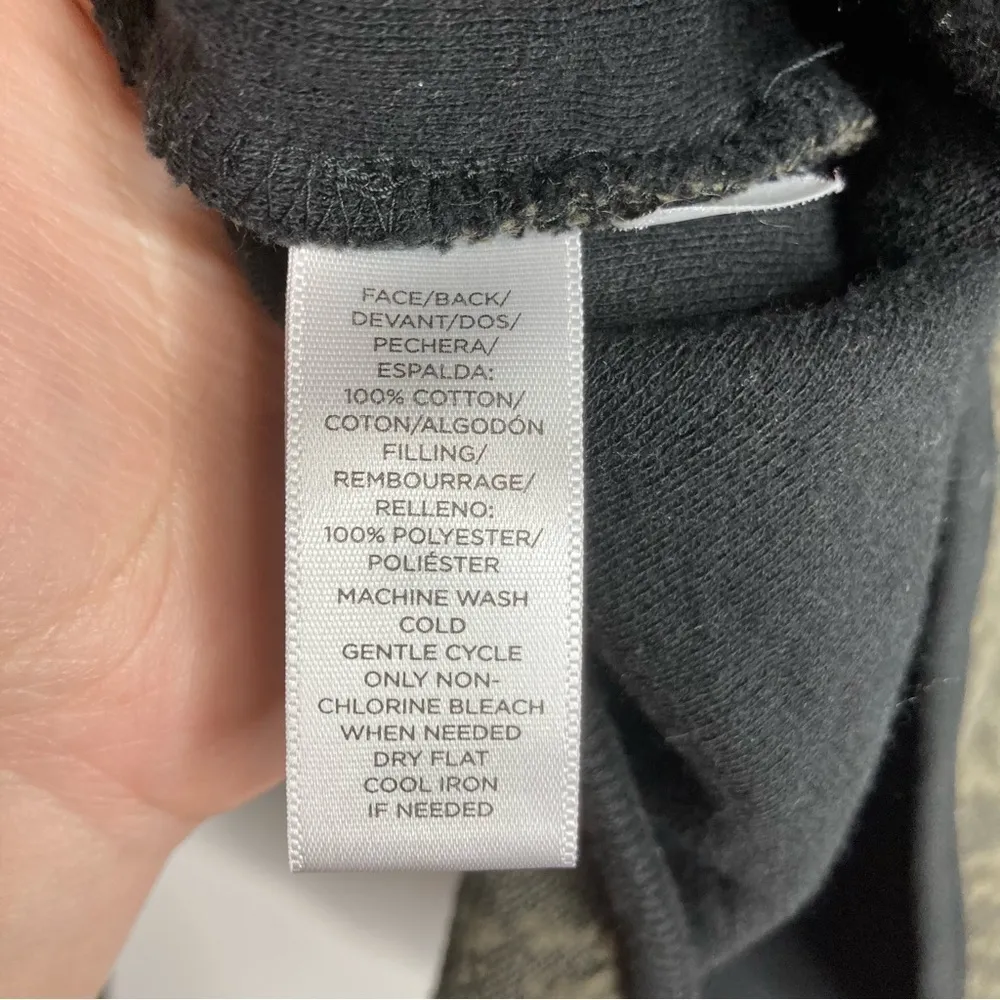 FACE/BACK/
DEVANT/DOS/
PECHERA/
ESPALDA:
100% COTTON/
COTON/ALGODÓN
FILLING/
REMBOURRAGE/
RELLENO:
100% POLYESTER/
POLIÉSTER
MACHINE WASH
COLD
GENTLE CYCLE
ONLY NON-
CHLORINE BLEACH
WHEN NEEDED
DRY FLAT
COOL IRON
IF NEEDED